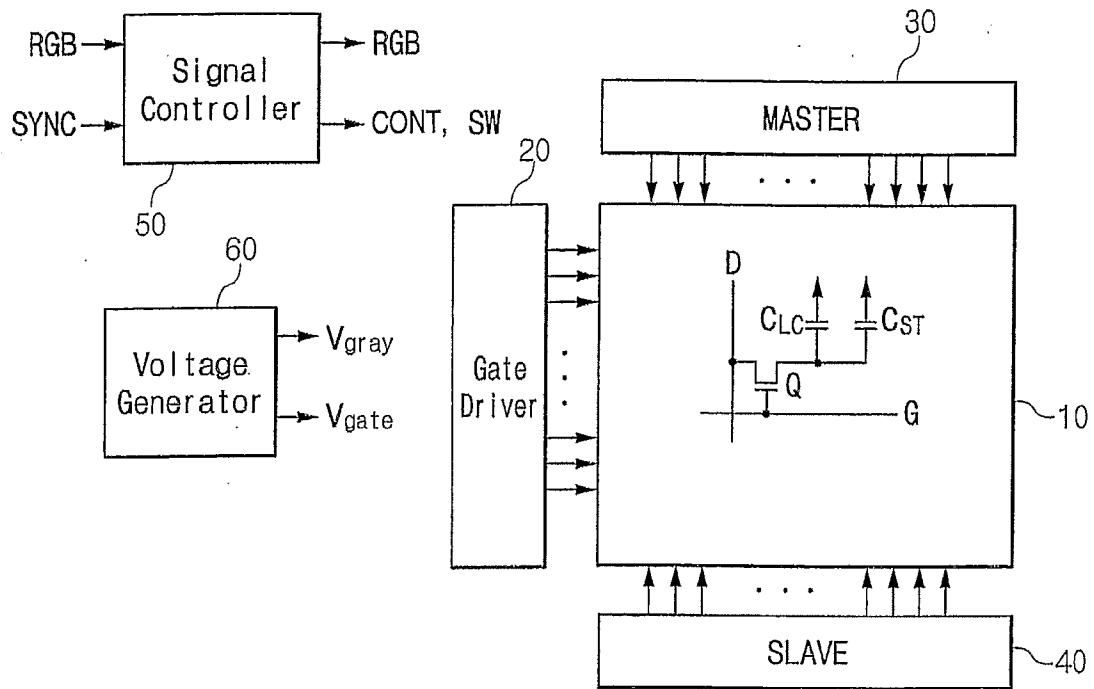 RGB
Signal
Controller
RGB
SYNC
CONT, SW
50
30
MASTER
20
Gate
Driver
60
Voltage
Generator
Vgray
Vgate
D
CLC
CST
Q
G
10
SLAVE
40